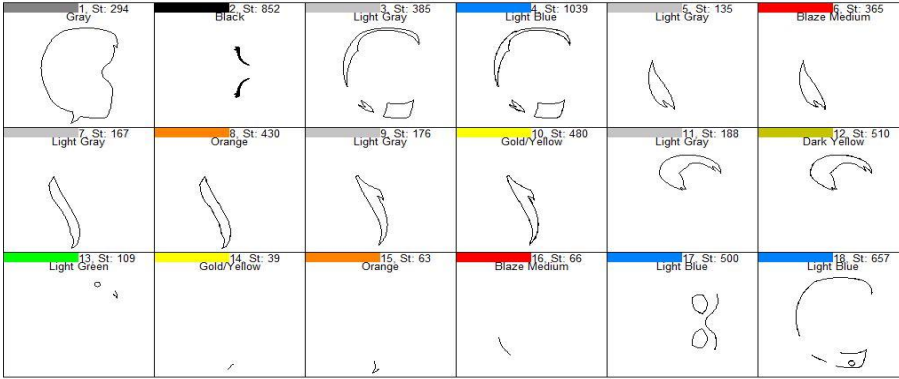 1, St: 294
Gray
2, St: 852
Black
3, St: 385
Light Gray
4, St: 1039
Light Blue
5, St: 135
Light Gray
6, St: 365
Blaze Medium
7, St: 167
Light Gray
8, St: 430
Orange
9, St: 176
Light Gray
10, St: 480
Gold/Yellow
11, St: 188
Light Gray
12, St: 510
Dark Yellow
13, St: 109
Light Green
14, St: 39
Gold/Yellow
15, St: 63
Orange
16, St: 66
Blaze Medium
17, St: 500
Light Blue
18, St: 657
Light Blue